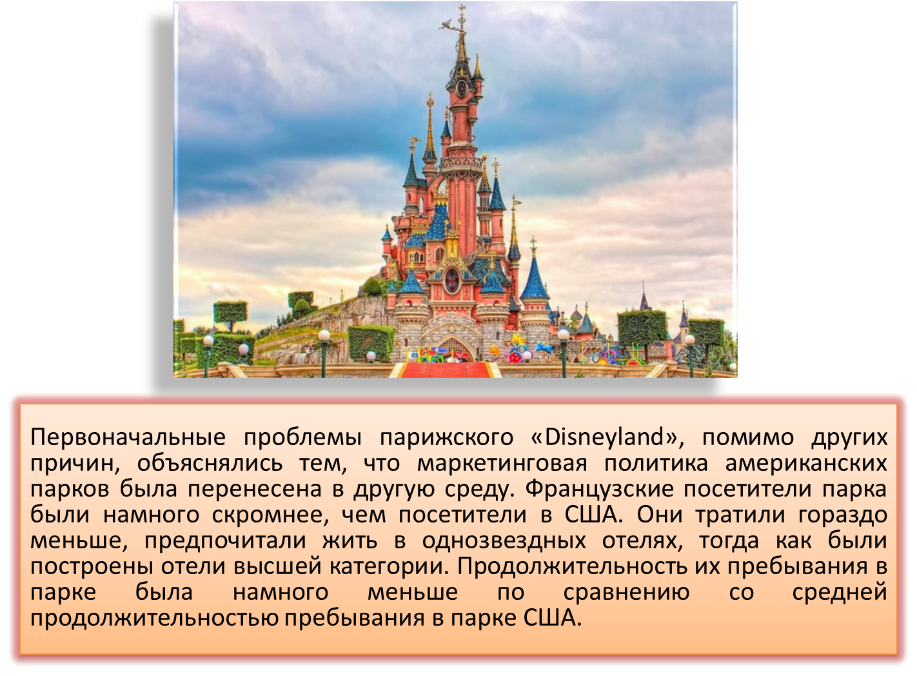 Первоначальные проблемы парижского «Disneyland», помимо других
причин, объяснялись тем, что маркетинговая политика американских
парков была перенесена в другую среду. Французские посетители парка
были намного скромнее, чем посетители в США. Они тратили гораздо
меньше, предпочитали жить в однозвездных отелях, тогда как были
построены отели высшей категории. Продолжительность их пребывания в
парке была намного меньше по сравнению со средней
продолжительностью пребывания в парке США.